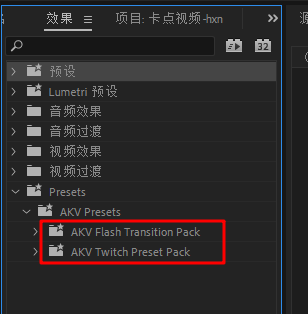 效果 ≡ 项目: 卡点视频-hxn »
32
预设
Lumetri 预设
音频效果
音频过渡
视频效果
视频过渡
Presets
AKV Presets
AKV Flash Transition Pack
AKV Twitch Preset Pack